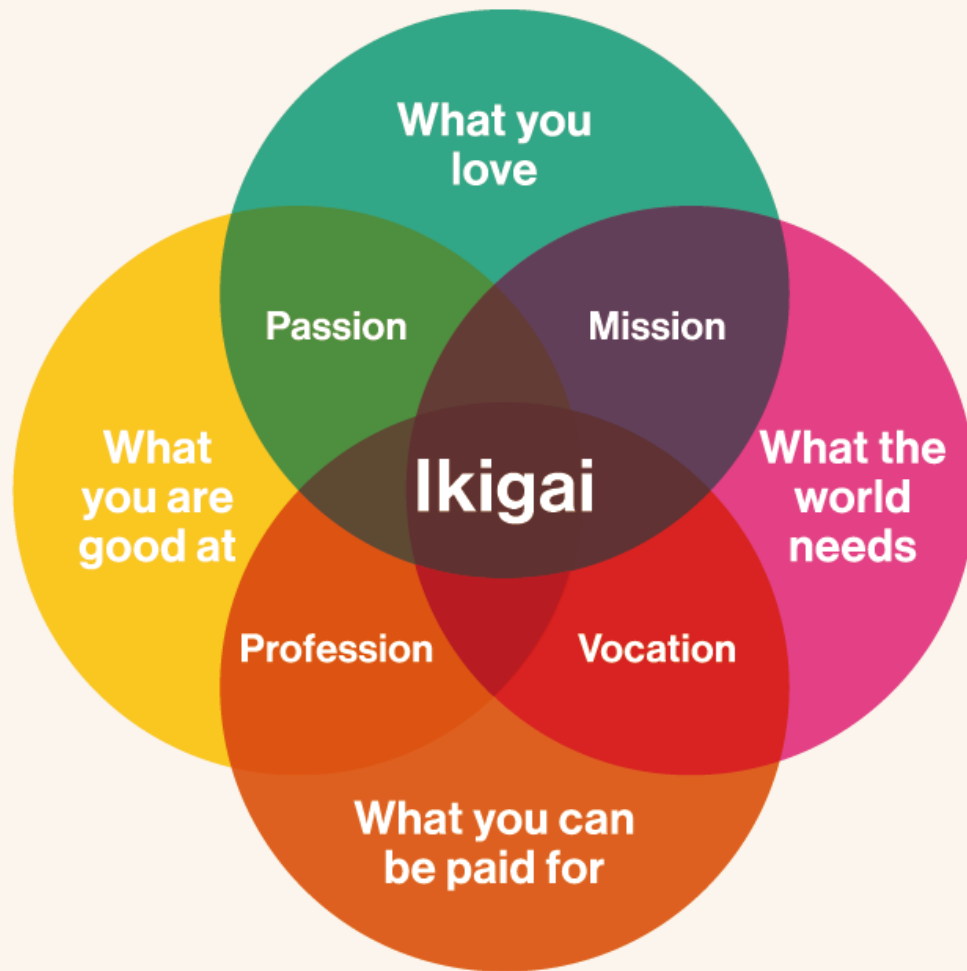 What you
love
Passion
Mission
What
you are
good at
Ikigai
What the
world
needs
Profession
Vocation
What you can
be paid for